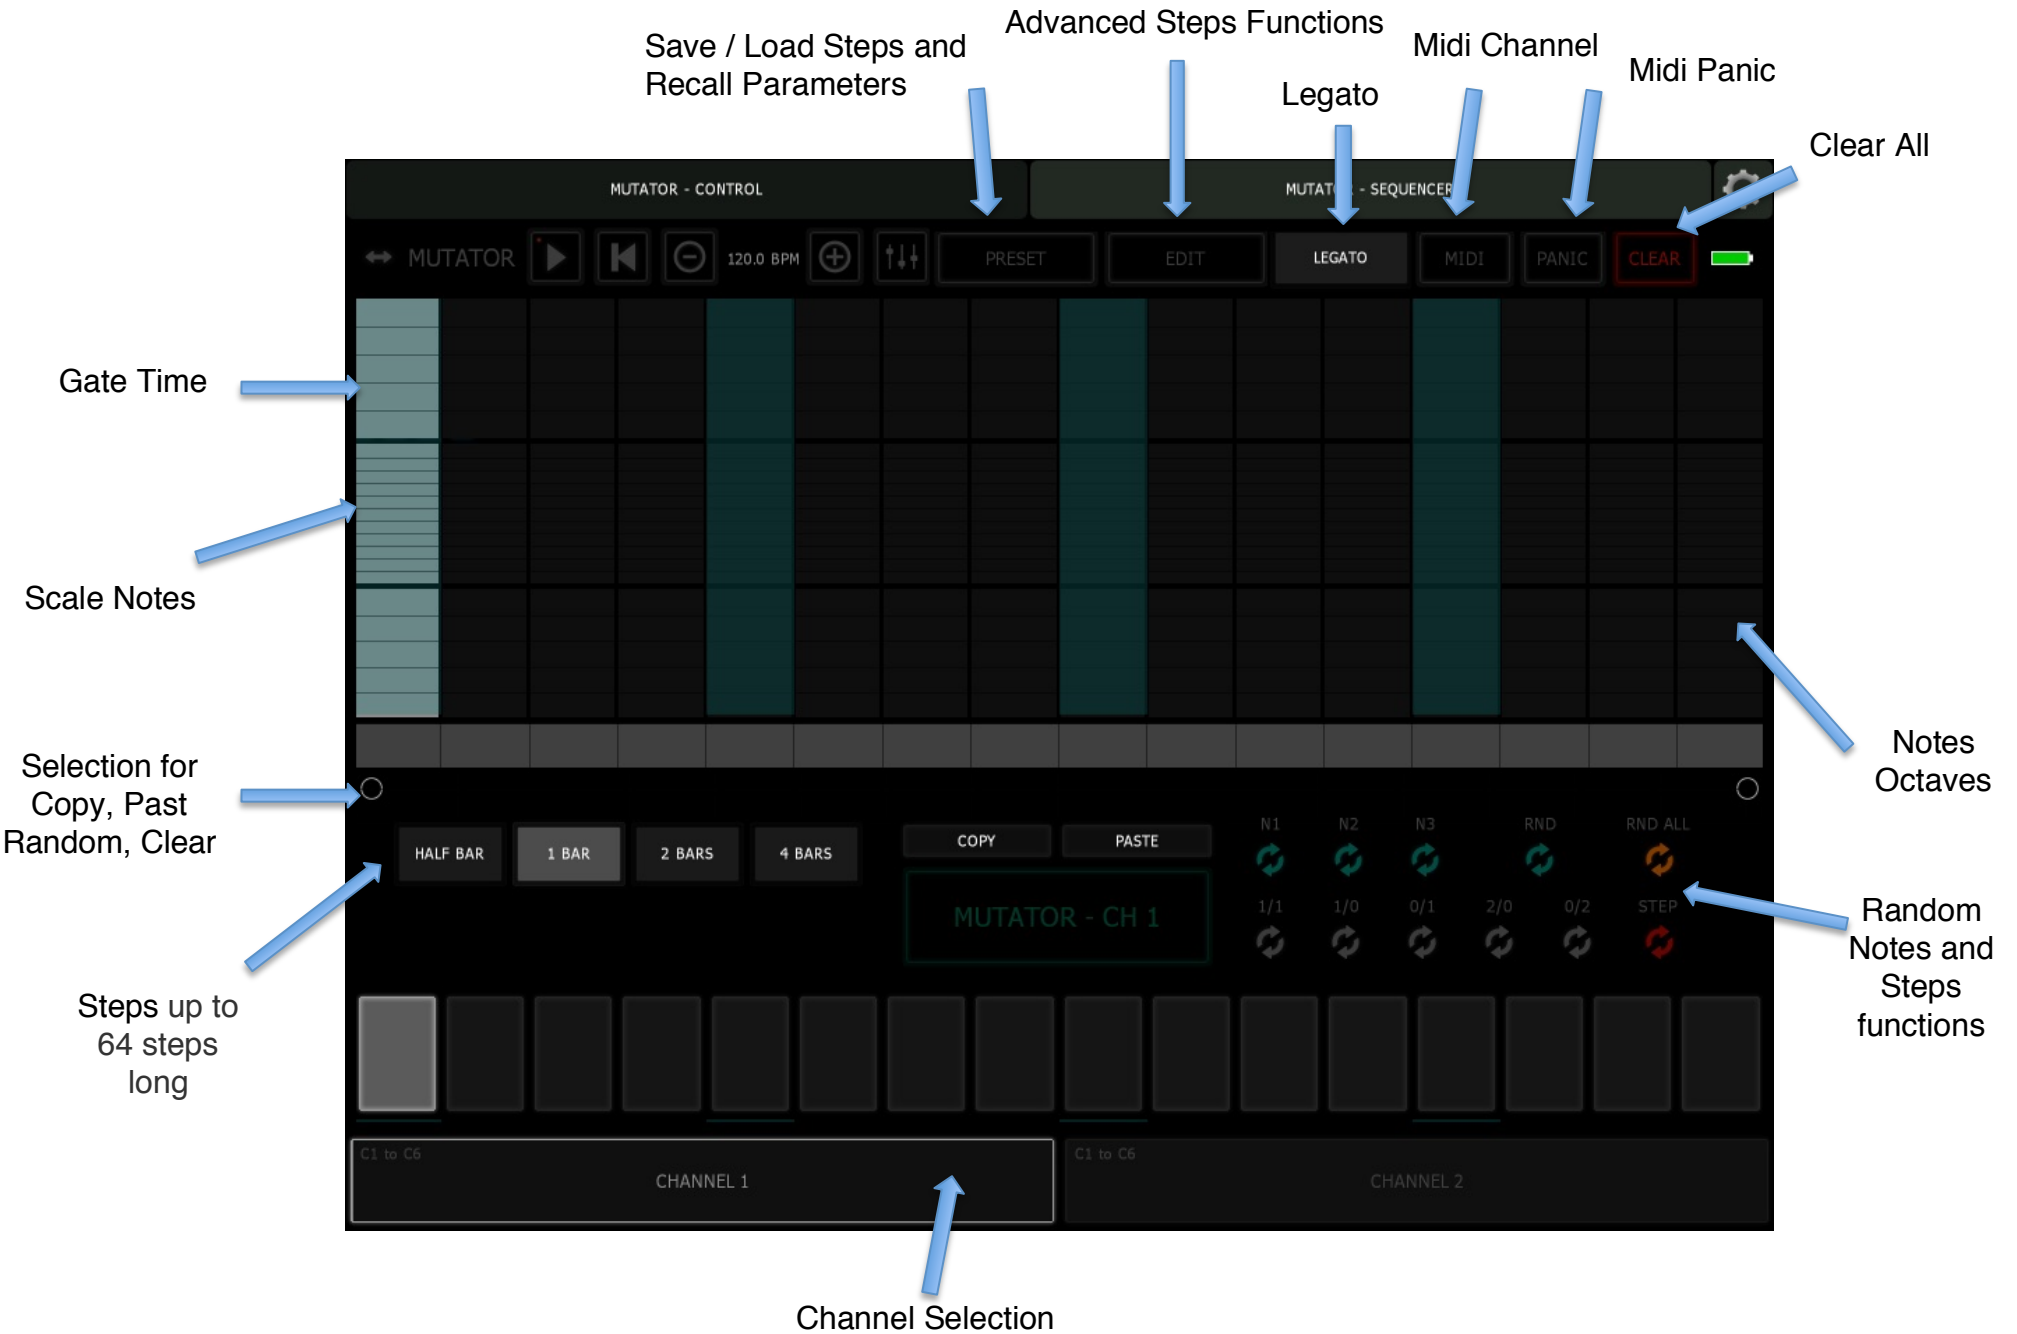 Advanced Steps Functions
Save / Load Steps and
Recall Parameters
Midi Channel
Midi Panic
Legato
Clear All
MUTATOR - CONTROL
MUTATOR - SEQUENCER
MUTATOR
120.0 BPM
PRESET
EDIT
LEGATO
MIDI
PANIC
CLEAR
Gate Time
Scale Notes
Notes
Octaves
Selection for
Copy, Past
Random, Clear
HALF BAR
1 BAR
2 BARS
4 BARS
COPY
PASTE
N1
N2
N3
RND
RND ALL
MUTATOR - CH 1
1/1
1/0
0/1
2/0
0/2
STEP
Random
Notes and
Steps
functions
Steps up to
64 steps
long
C1 to C6
CHANNEL 1
C1 to C6
CHANNEL 2
Channel Selection